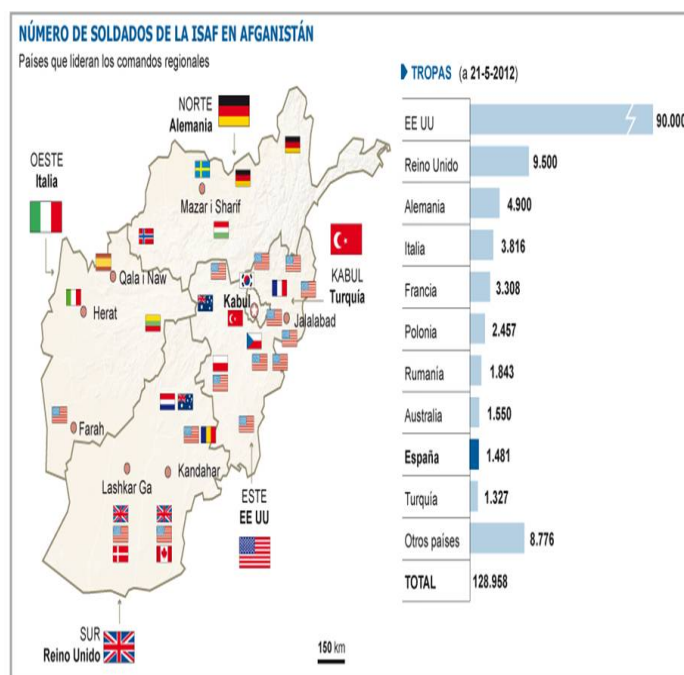 NÚMERO DE SOLDADOS DE LA ISAF EN AFGANISTÁN
Países que lideran los comandos regionales
NORTE
Alemania
OESTE
Italia
Mazar i Sharif
Qala i Naw
Herat
Kabul
KABUL
Turquía
Jalalabad
Farah
Lashkar Ga
Kandahar
ESTE
EE UU
SUR
Reino Unido
150 km
TROPAS (a 21-5-2012)
EE UU 90.000
Reino Unido 9.500
Alemania 4.900
Italia 3.816
Francia 3.308
Polonia 2.457
Rumanía 1.843
Australia 1.550
España 1.481
Turquía 1.327
Otros países 8.776
TOTAL 128.958